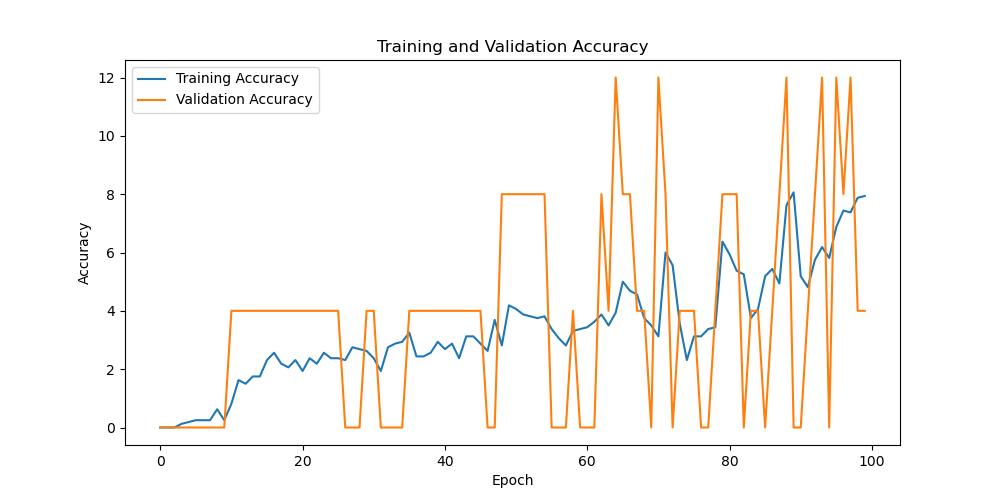 Training and Validation Accuracy
Training Accuracy
Validation Accuracy
12
10
8
6
4
2
0
Accuracy
0 20 40 60 80 100
Epoch